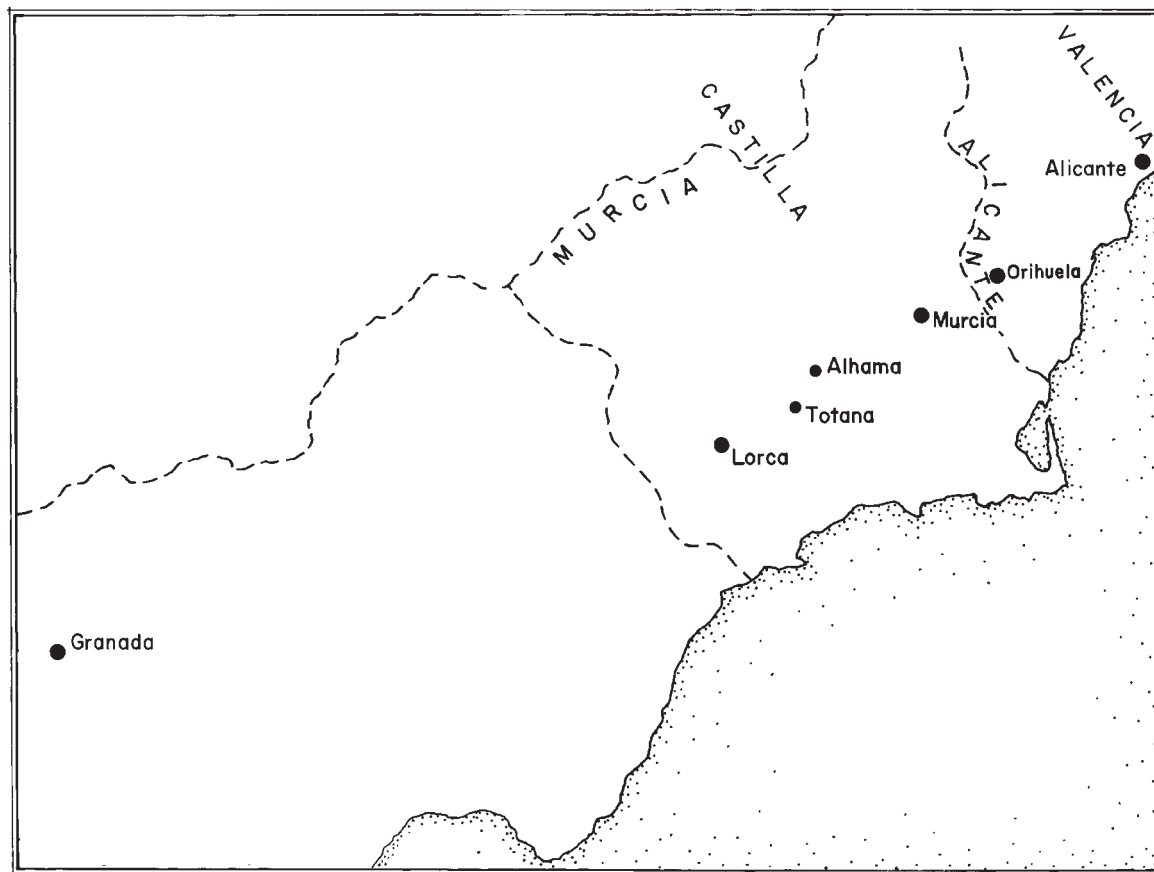 VALENCIA
CASTILLA
ALICANTE
Alicante
MURCIA
Orihuela
Murcia
Alhama
Totana
Lorca
Granada